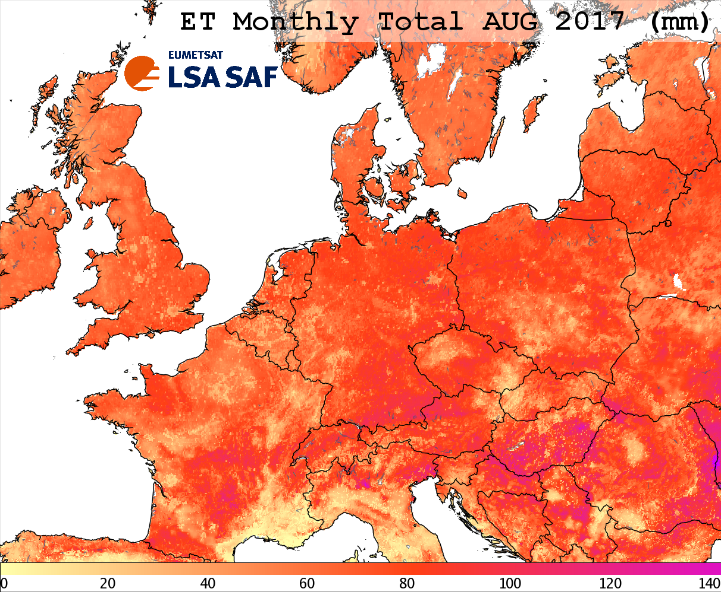 ET Monthly Total AUG 2017 (mm)
EUMETSAT
LSA SAF
0 20 40 60 80 100 120 140